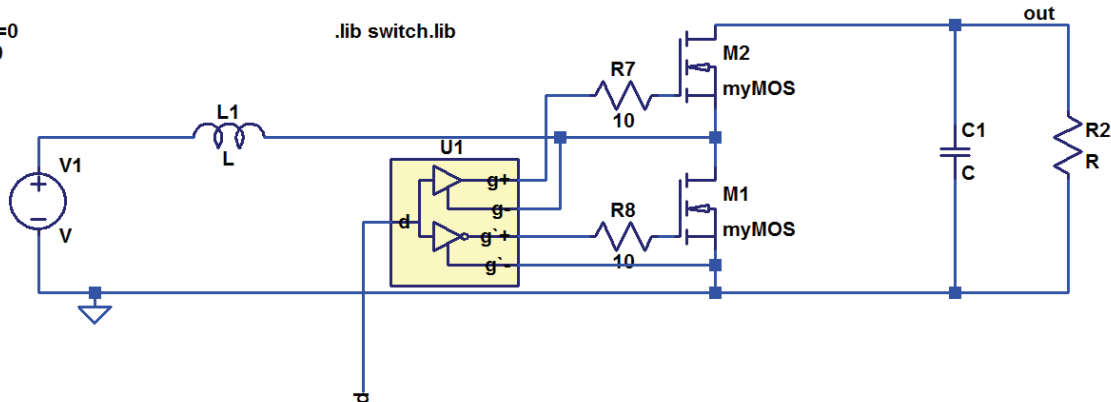 =0
.lib switch.lib
out
M2
R7
myMOS
10
L1
L
C1
R2
V1
U1
C
R
g+
M1
g-
R8
d
g`+
myMOS
V
10
g`-
d